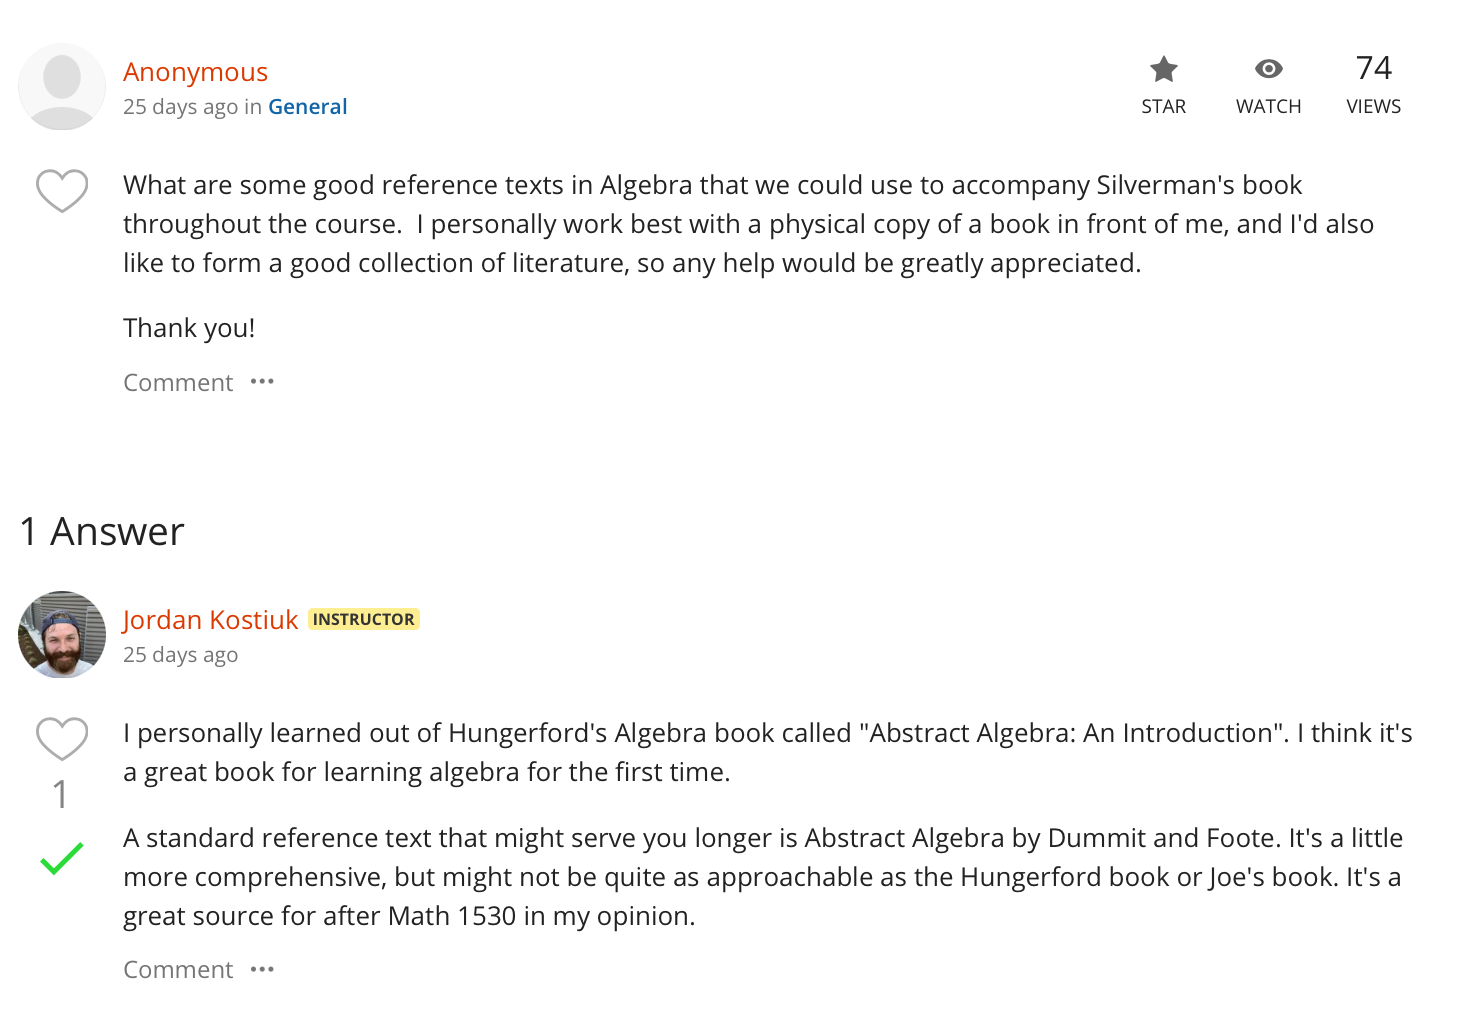 Anonymous
25 days ago in General
STAR
WATCH
74
VIEWS
What are some good reference texts in Algebra that we could use to accompany Silverman's book
throughout the course.  I personally work best with a physical copy of a book in front of me, and I'd also
like to form a good collection of literature, so any help would be greatly appreciated.
Thank you!
Comment ···
1 Answer
Jordan Kostiuk INSTRUCTOR
25 days ago
I personally learned out of Hungerford's Algebra book called "Abstract Algebra: An Introduction". I think it's
a great book for learning algebra for the first time.
1
A standard reference text that might serve you longer is Abstract Algebra by Dummit and Foote. It's a little
more comprehensive, but might not be quite as approachable as the Hungerford book or Joe's book. It's a
great source for after Math 1530 in my opinion.
Comment ···